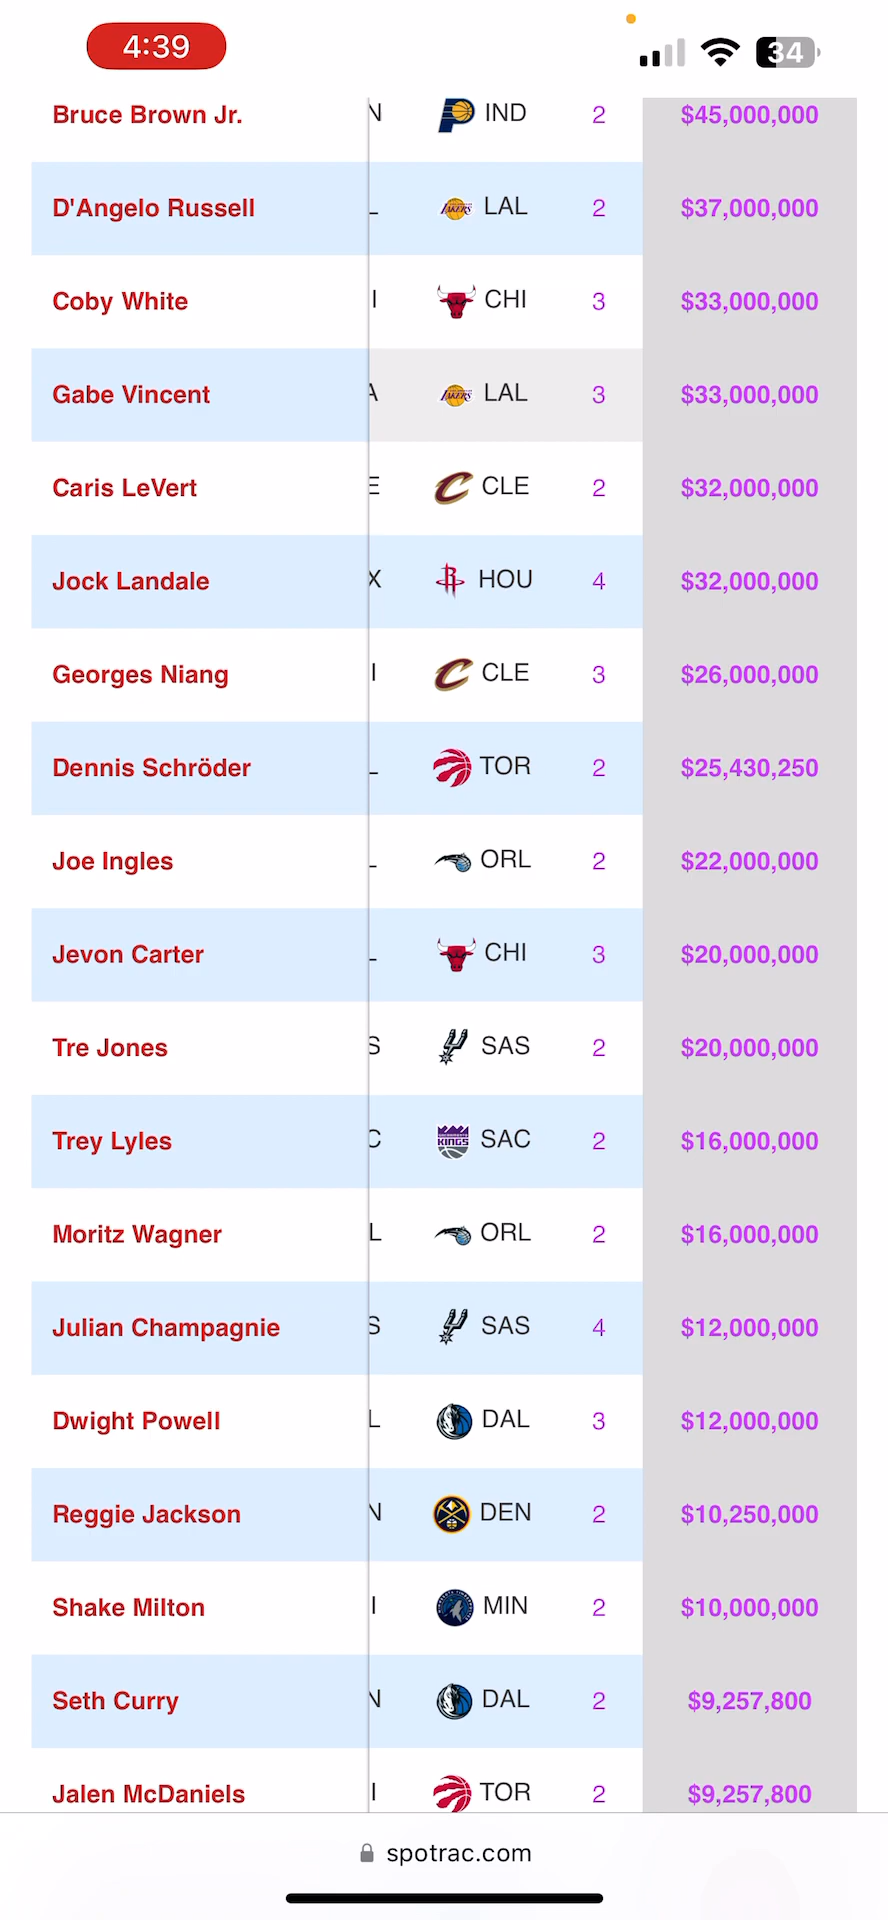 4:39 34
Bruce Brown Jr. N IND 2 $45,000,000
D'Angelo Russell LAL 2 $37,000,000
Coby White I CHI 3 $33,000,000
Gabe Vincent A LAL 3 $33,000,000
Caris LeVert E CLE 2 $32,000,000
Jock Landale X HOU 4 $32,000,000
Georges Niang I CLE 3 $26,000,000
Dennis Schröder TOR 2 $25,430,250
Joe Ingles ORL 2 $22,000,000
Jevon Carter CHI 3 $20,000,000
Tre Jones S SAS 2 $20,000,000
Trey Lyles C SAC 2 $16,000,000
Moritz Wagner L ORL 2 $16,000,000
Julian Champagnie S SAS 4 $12,000,000
Dwight Powell L DAL 3 $12,000,000
Reggie Jackson N DEN 2 $10,250,000
Shake Milton I MIN 2 $10,000,000
Seth Curry N DAL 2 $9,257,800
Jalen McDaniels I TOR 2 $9,257,800
spotrac.com